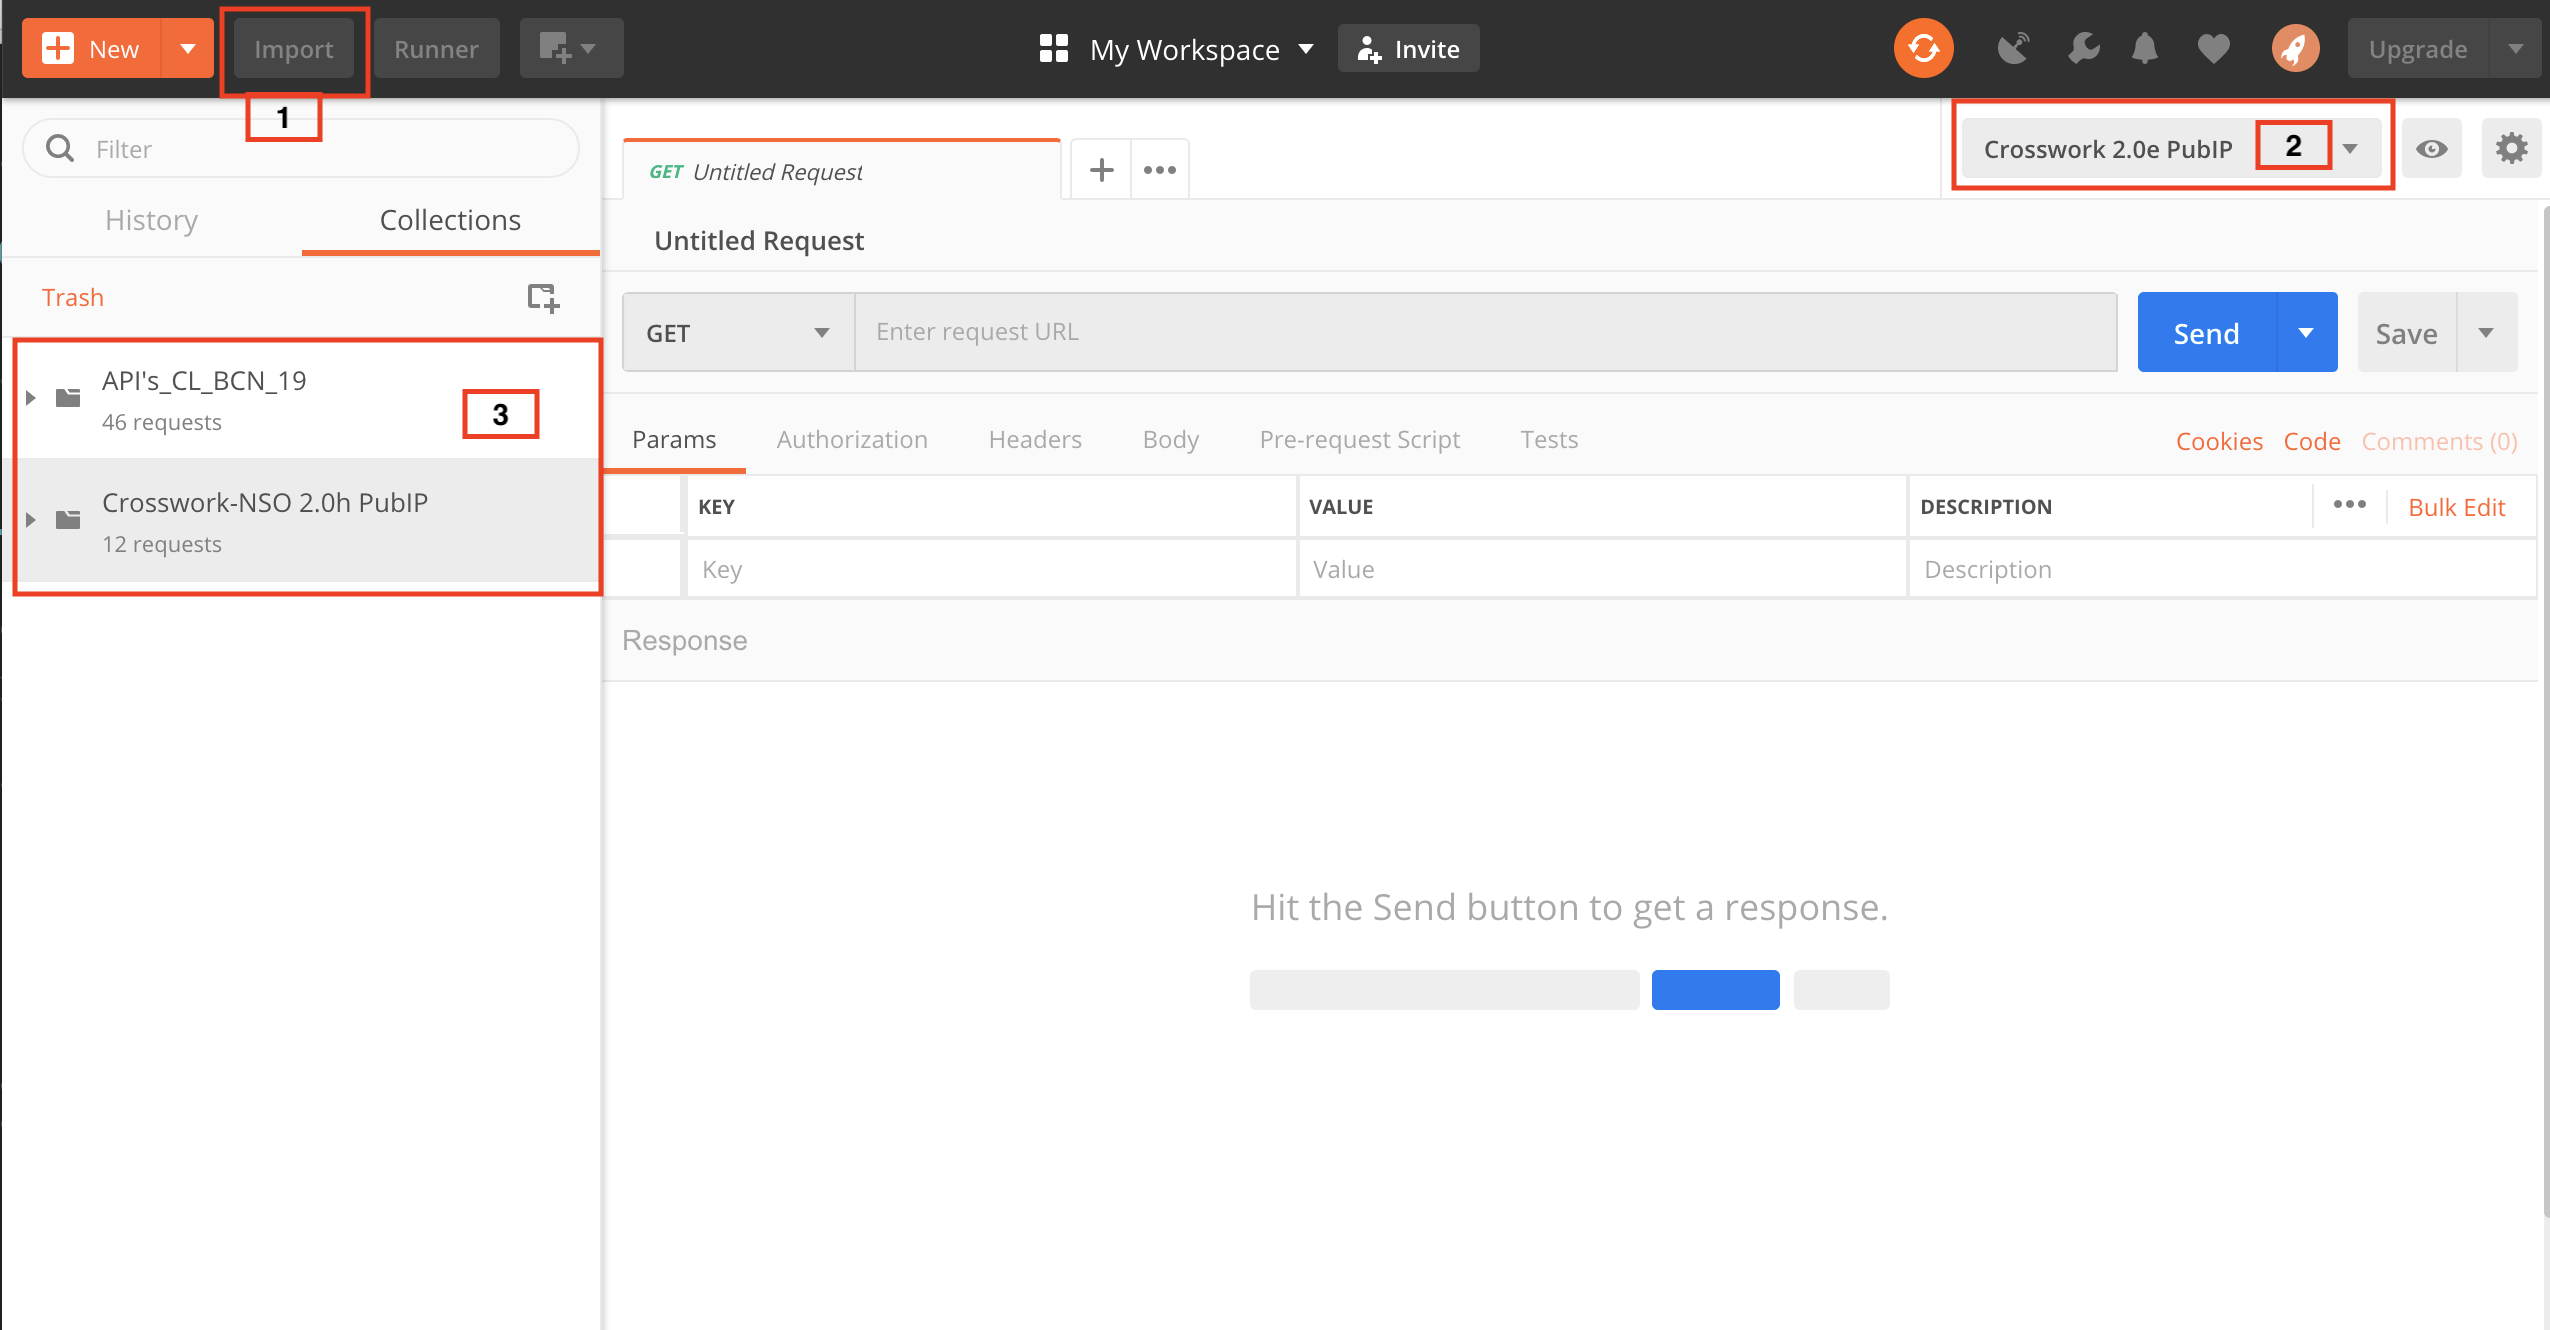 New Import Runner My Workspace Invite Upgrade
1
Filter
Crosswork 2.0e PubIP 2
GET Untitled Request
History Collections
Untitled Request
Trash
GET Enter request URL Send Save
API's_CL_BCN_19
46 requests
3
Params Authorization Headers Body Pre-request Script Tests Cookies Code Comments (0)
Crosswork-NSO 2.0h PubIP
12 requests
KEY VALUE DESCRIPTION Bulk Edit
Key Value Description
Response
Hit the Send button to get a response.